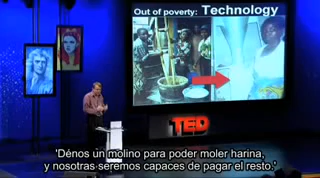 Out of poverty: Technology
TED
'Dénos un molino para poder moler harina,
y nosotras seremos capaces de pagar el resto.'